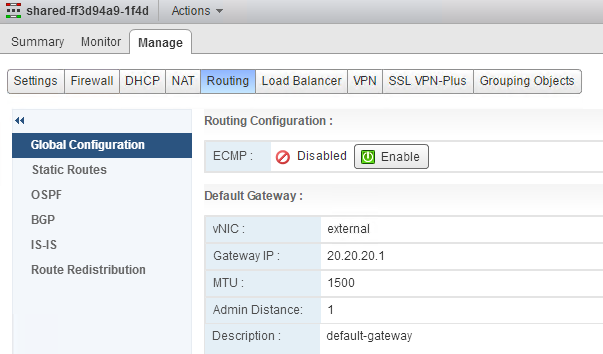 shared-ff3d94a9-1f4d Actions
Summary Monitor Manage
Settings Firewall DHCP NAT Routing Load Balancer VPN SSL VPN-Plus Grouping Objects
Global Configuration
Static Routes
OSPF
BGP
IS-IS
Route Redistribution
Routing Configuration :
ECMP : Disabled Enable
Default Gateway :
vNIC : external
Gateway IP : 20.20.20.1
MTU : 1500
Admin Distance: 1
Description : default-gateway